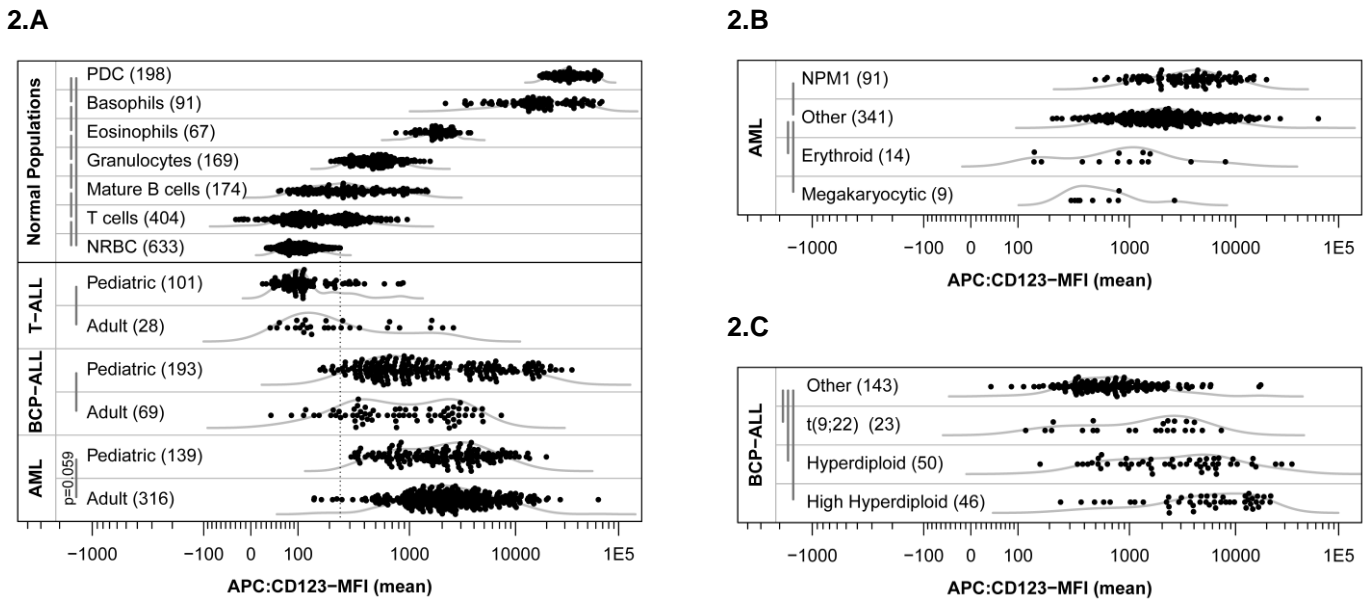 2.A
Normal Populations
PDC (198)
Basophils (91)
Eosinophils (67)
Granulocytes (169)
Mature B cells (174)
T cells (404)
NRBC (633)
T−ALL
Pediatric (101)
Adult (28)
BCP−ALL
Pediatric (193)
Adult (69)
AML
p=0.059
Pediatric (139)
Adult (316)
−1000 −100 0 100 1000 10000 1E5
APC:CD123−MFI (mean)
2.B
AML
NPM1 (91)
Other (341)
Erythroid (14)
Megakaryocytic (9)
−1000 −100 0 100 1000 10000 1E5
APC:CD123−MFI (mean)
2.C
BCP−ALL
Other (143)
t(9;22) (23)
Hyperdiploid (50)
High Hyperdiploid (46)
−1000 −100 0 100 1000 10000 1E5
APC:CD123−MFI (mean)